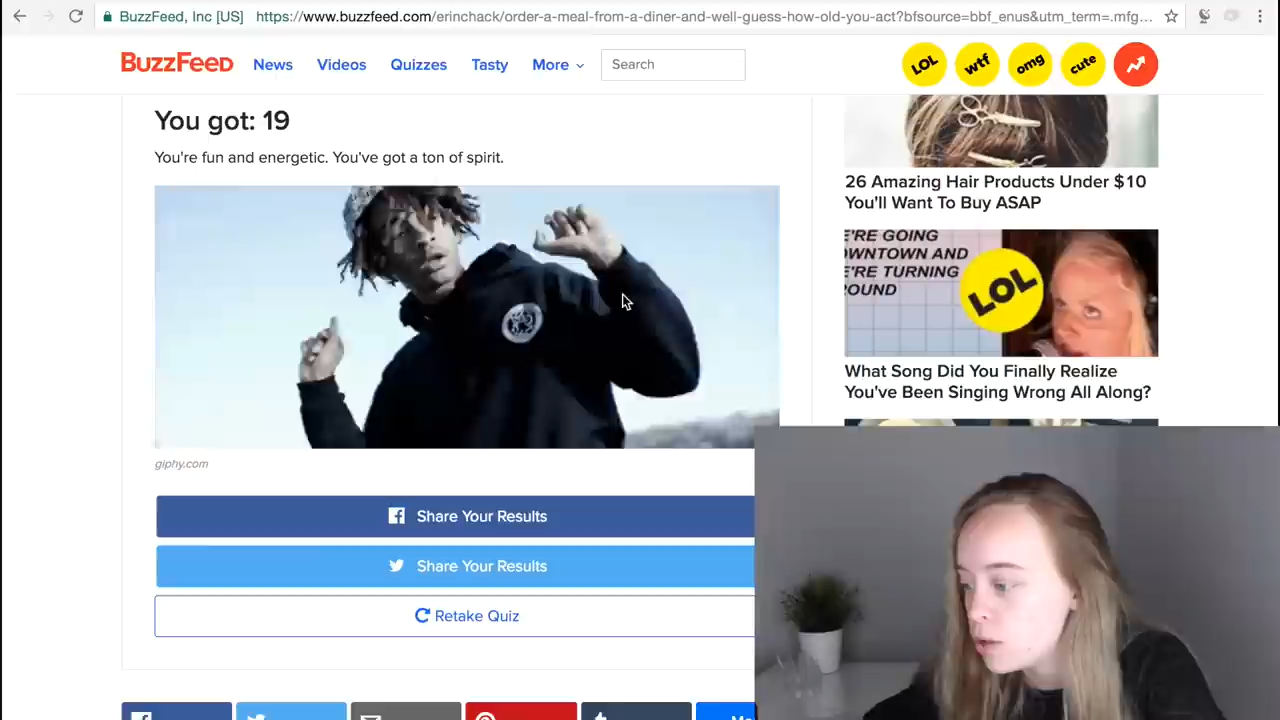 BuzzFeed, Inc [US] https://www.buzzfeed.com/erinchack/order-a-meal-from-a-diner-and-well-guess-how-old-you-act?bfsource=bbf_enus&utm_term=.mfg...
BuzzFeed News Videos Quizzes Tasty More Search LOL wtf omg cute
You got: 19
You're fun and energetic. You've got a ton of spirit.
giphy.com
Share Your Results
Share Your Results
Retake Quiz
26 Amazing Hair Products Under $10
You'll Want To Buy ASAP
E'RE GOING
OWNTOWN AND
E'RE TURNING
ROUND
LOL
What Song Did You Finally Realize
You've Been Singing Wrong All Along?